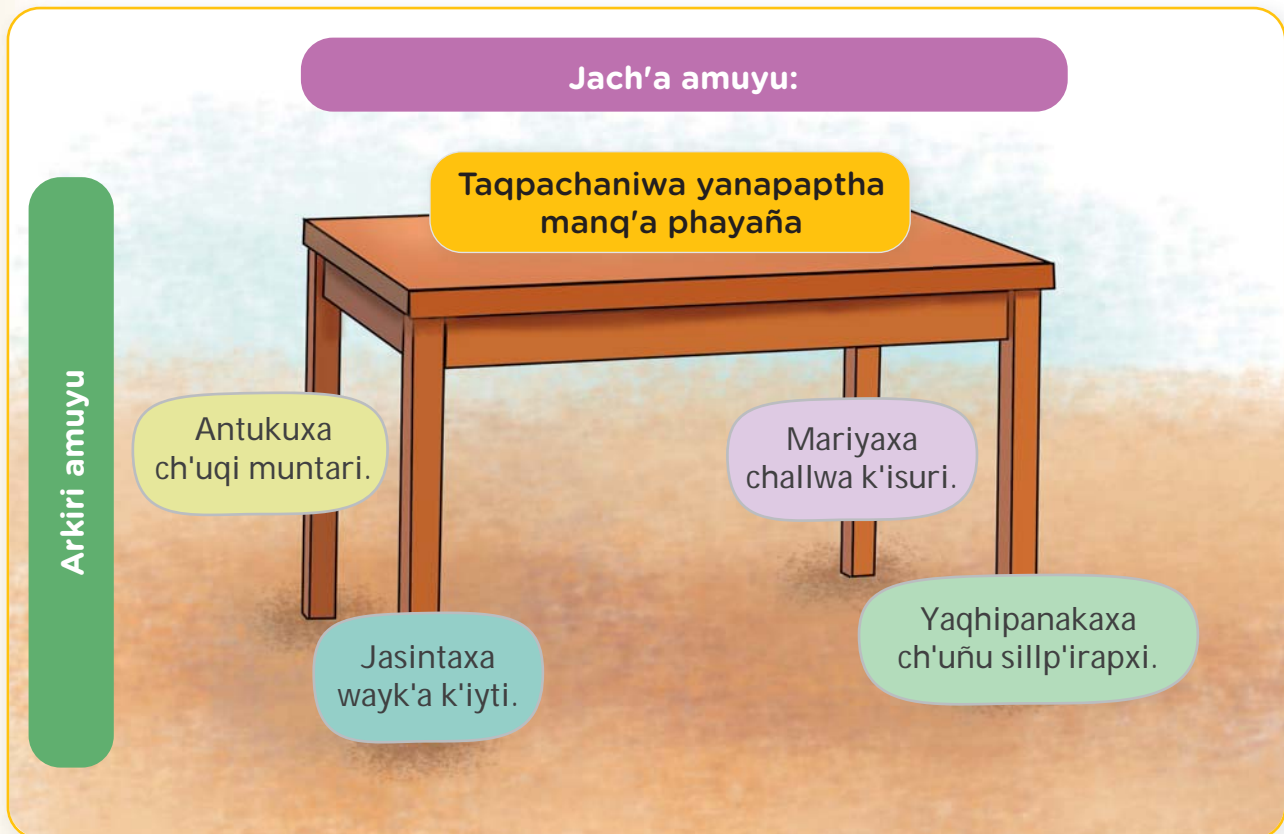 Jach'a amuyu:
Taqpachaniwa yanapaptha
manq'a phayaña
Arkiri amuyu
Antukuxa
ch'uqi muntari.
Mariyaxa
challwa k'isuri.
Jasintaxa
wayk'a k'iyti.
Yaqhipanakaxa
ch'uñu sillp'irapxi.